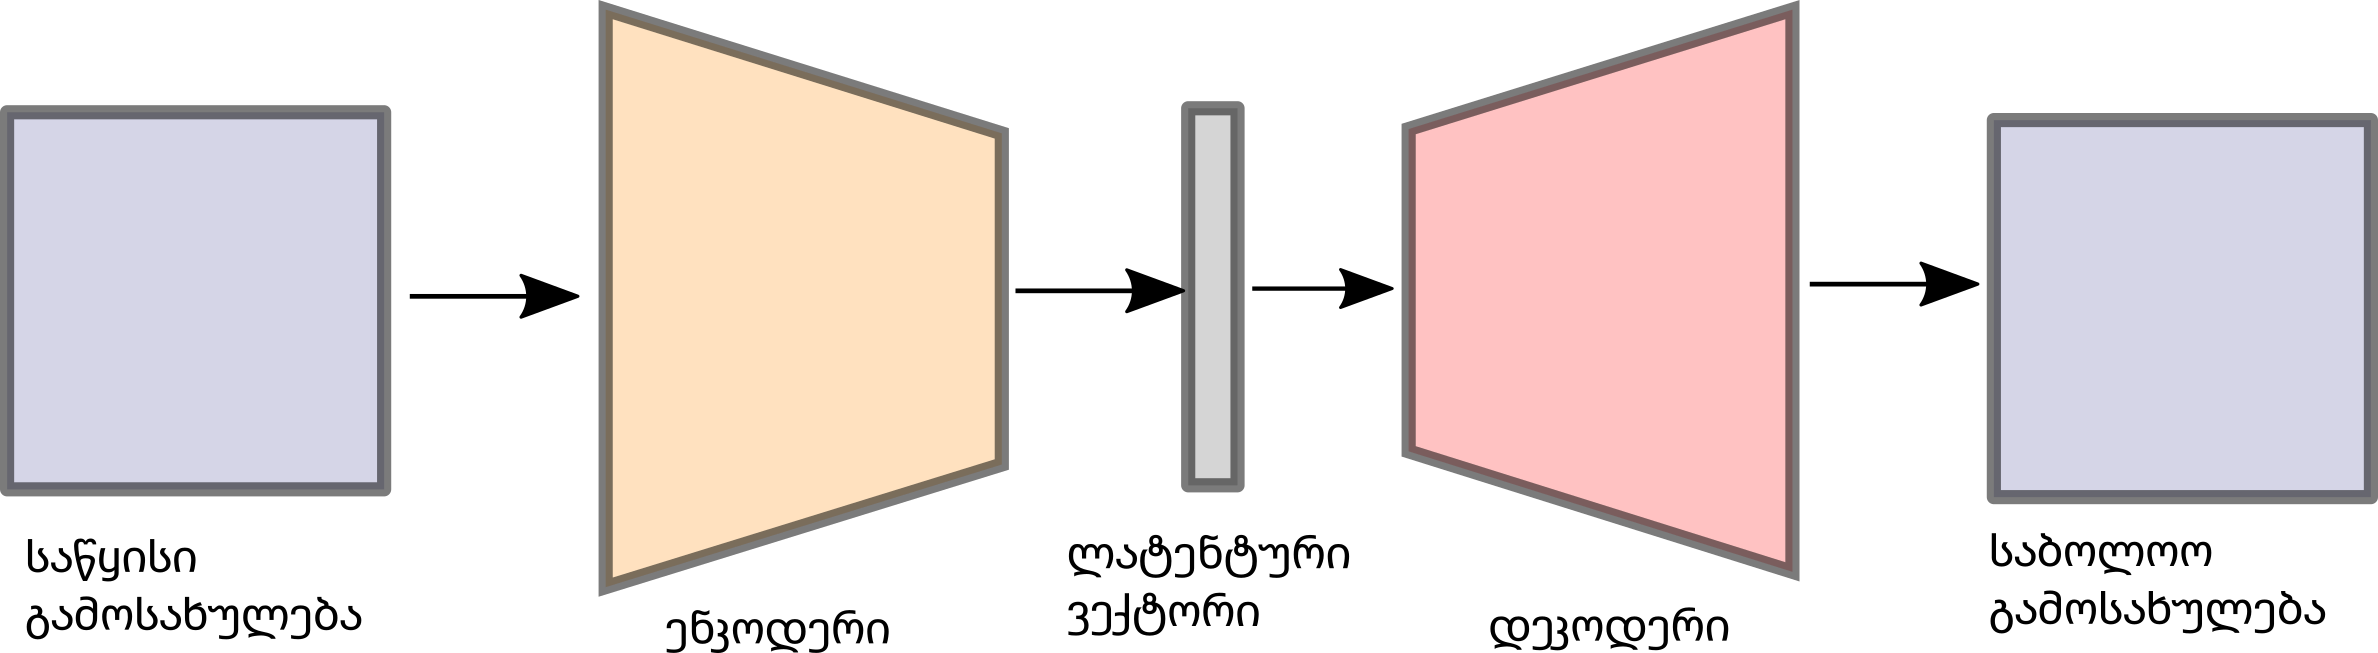 საწყისი
გამოსახულება
ენკოდერი
ლატენტური
ვექტორი
დეკოდერი
საბოლოო
გამოსახულება